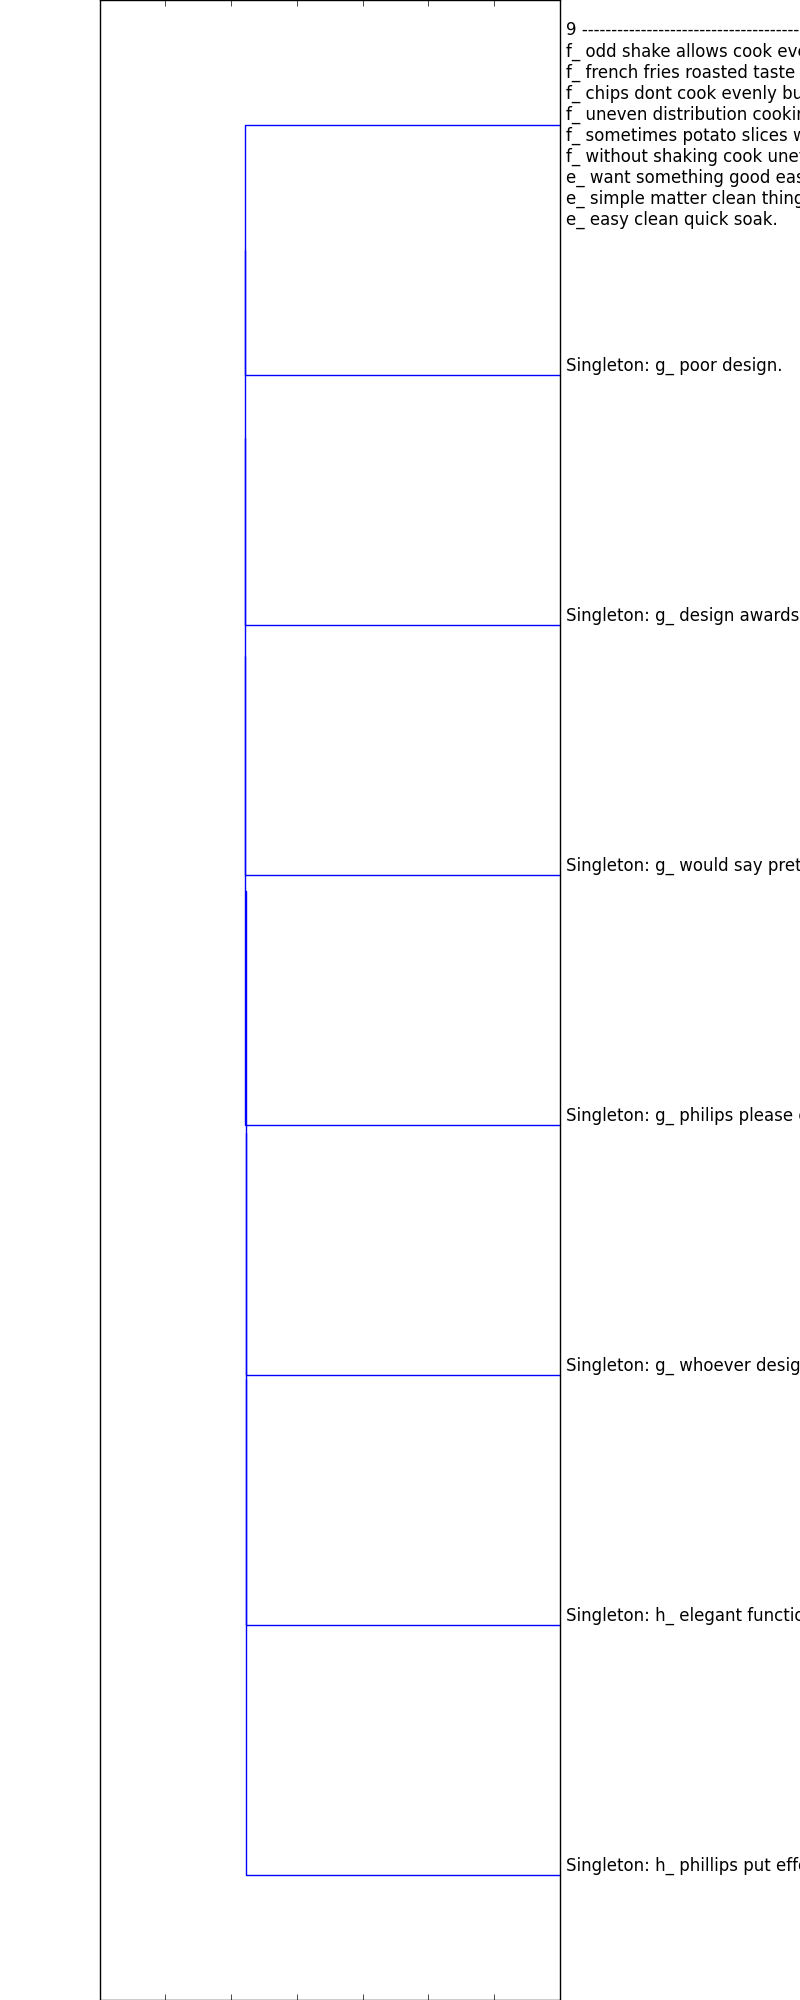 9 -------------------------------------
f_ odd shake allows cook eve
f_ french fries roasted taste
f_ chips dont cook evenly bu
f_ uneven distribution cookin
f_ sometimes potato slices w
f_ without shaking cook une
e_ want something good eas
e_ simple matter clean thing
e_ easy clean quick soak.
Singleton: g_ poor design.
Singleton: g_ design awards
Singleton: g_ would say pret
Singleton: g_ philips please
Singleton: g_ whoever desig
Singleton: h_ elegant functio
Singleton: h_ phillips put effo